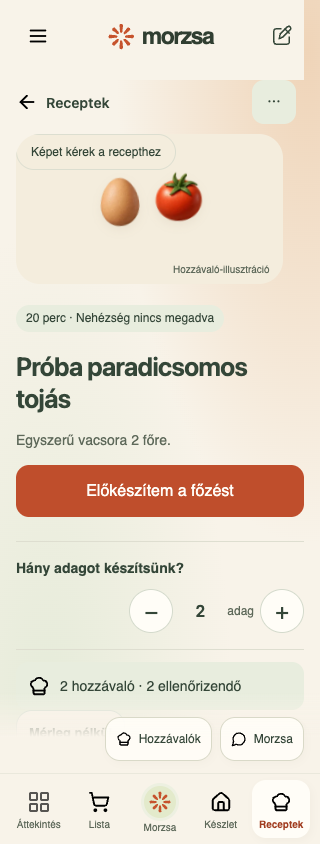 morzsa
Receptek
Képet kérek a recepthez
Hozzávaló-illusztráció
20 perc · Nehézség nincs megadva
Próba paradicsomos
tojás
Egyszerű vacsora 2 főre.
Előkészítem a főzést
Hány adagot készítsünk?
− 2 adag +
2 hozzávaló · 2 ellenőrizendő
Mérleg
Hozzávalók
Morzsa
Áttekintés
Lista
Morzsa
Készlet
Receptek